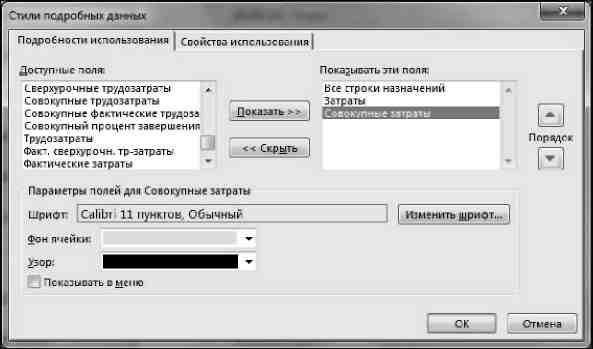 Стили подробных данных
Подробности использования
Свойства использования
Доступные поля:
Сверхурочные трудозатраты
Совокупные трудозатраты
Совокупные фактические трудоза
Совокупный процент завершения
Трудозатраты
Факт. сверхурочн. тр-затраты
Фактические затраты
Показать >>
<< Скрыть
Показывать эти поля:
Все строки назначений
Затраты
Совокупные затраты
Порядок
Параметры полей для Совокупные затраты
Шрифт: Calibri 11 пунктов, Обычный
Изменить шрифт...
Фон ячейки:
Узор:
Показывать в меню
ОК
Отмена